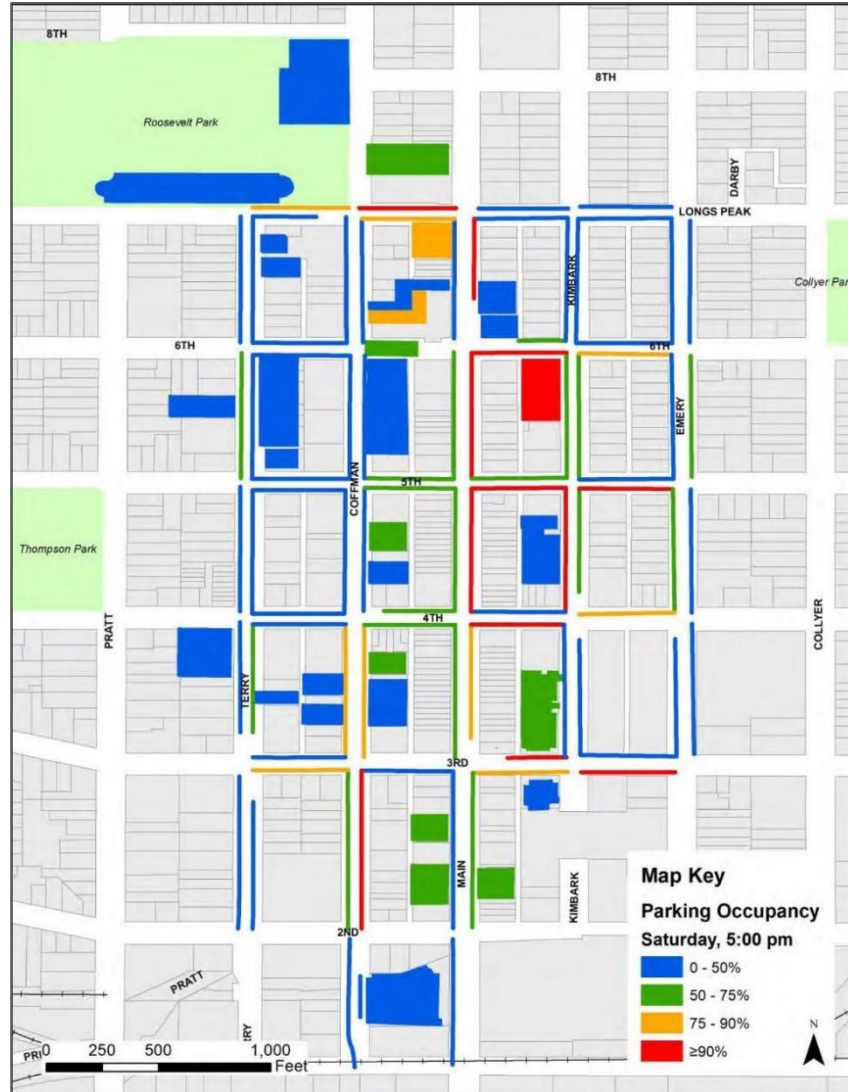 8TH
8TH
Roosevelt Park
DARBY
LONGS PEAK
KIMBARK
Collyer Par
6TH
6TH
EMERY
COFFMAN
5TH
Thompson Park
PRATT
4TH
COLLYER
TERRY
3RD
MAIN
KIMBARK
2ND
PRATT
RRY
PRI
0 250 500 1,000
Feet
Map Key
Parking Occupancy
Saturday, 5:00 pm
0 - 50%
50 - 75%
75 - 90%
≥90%
N